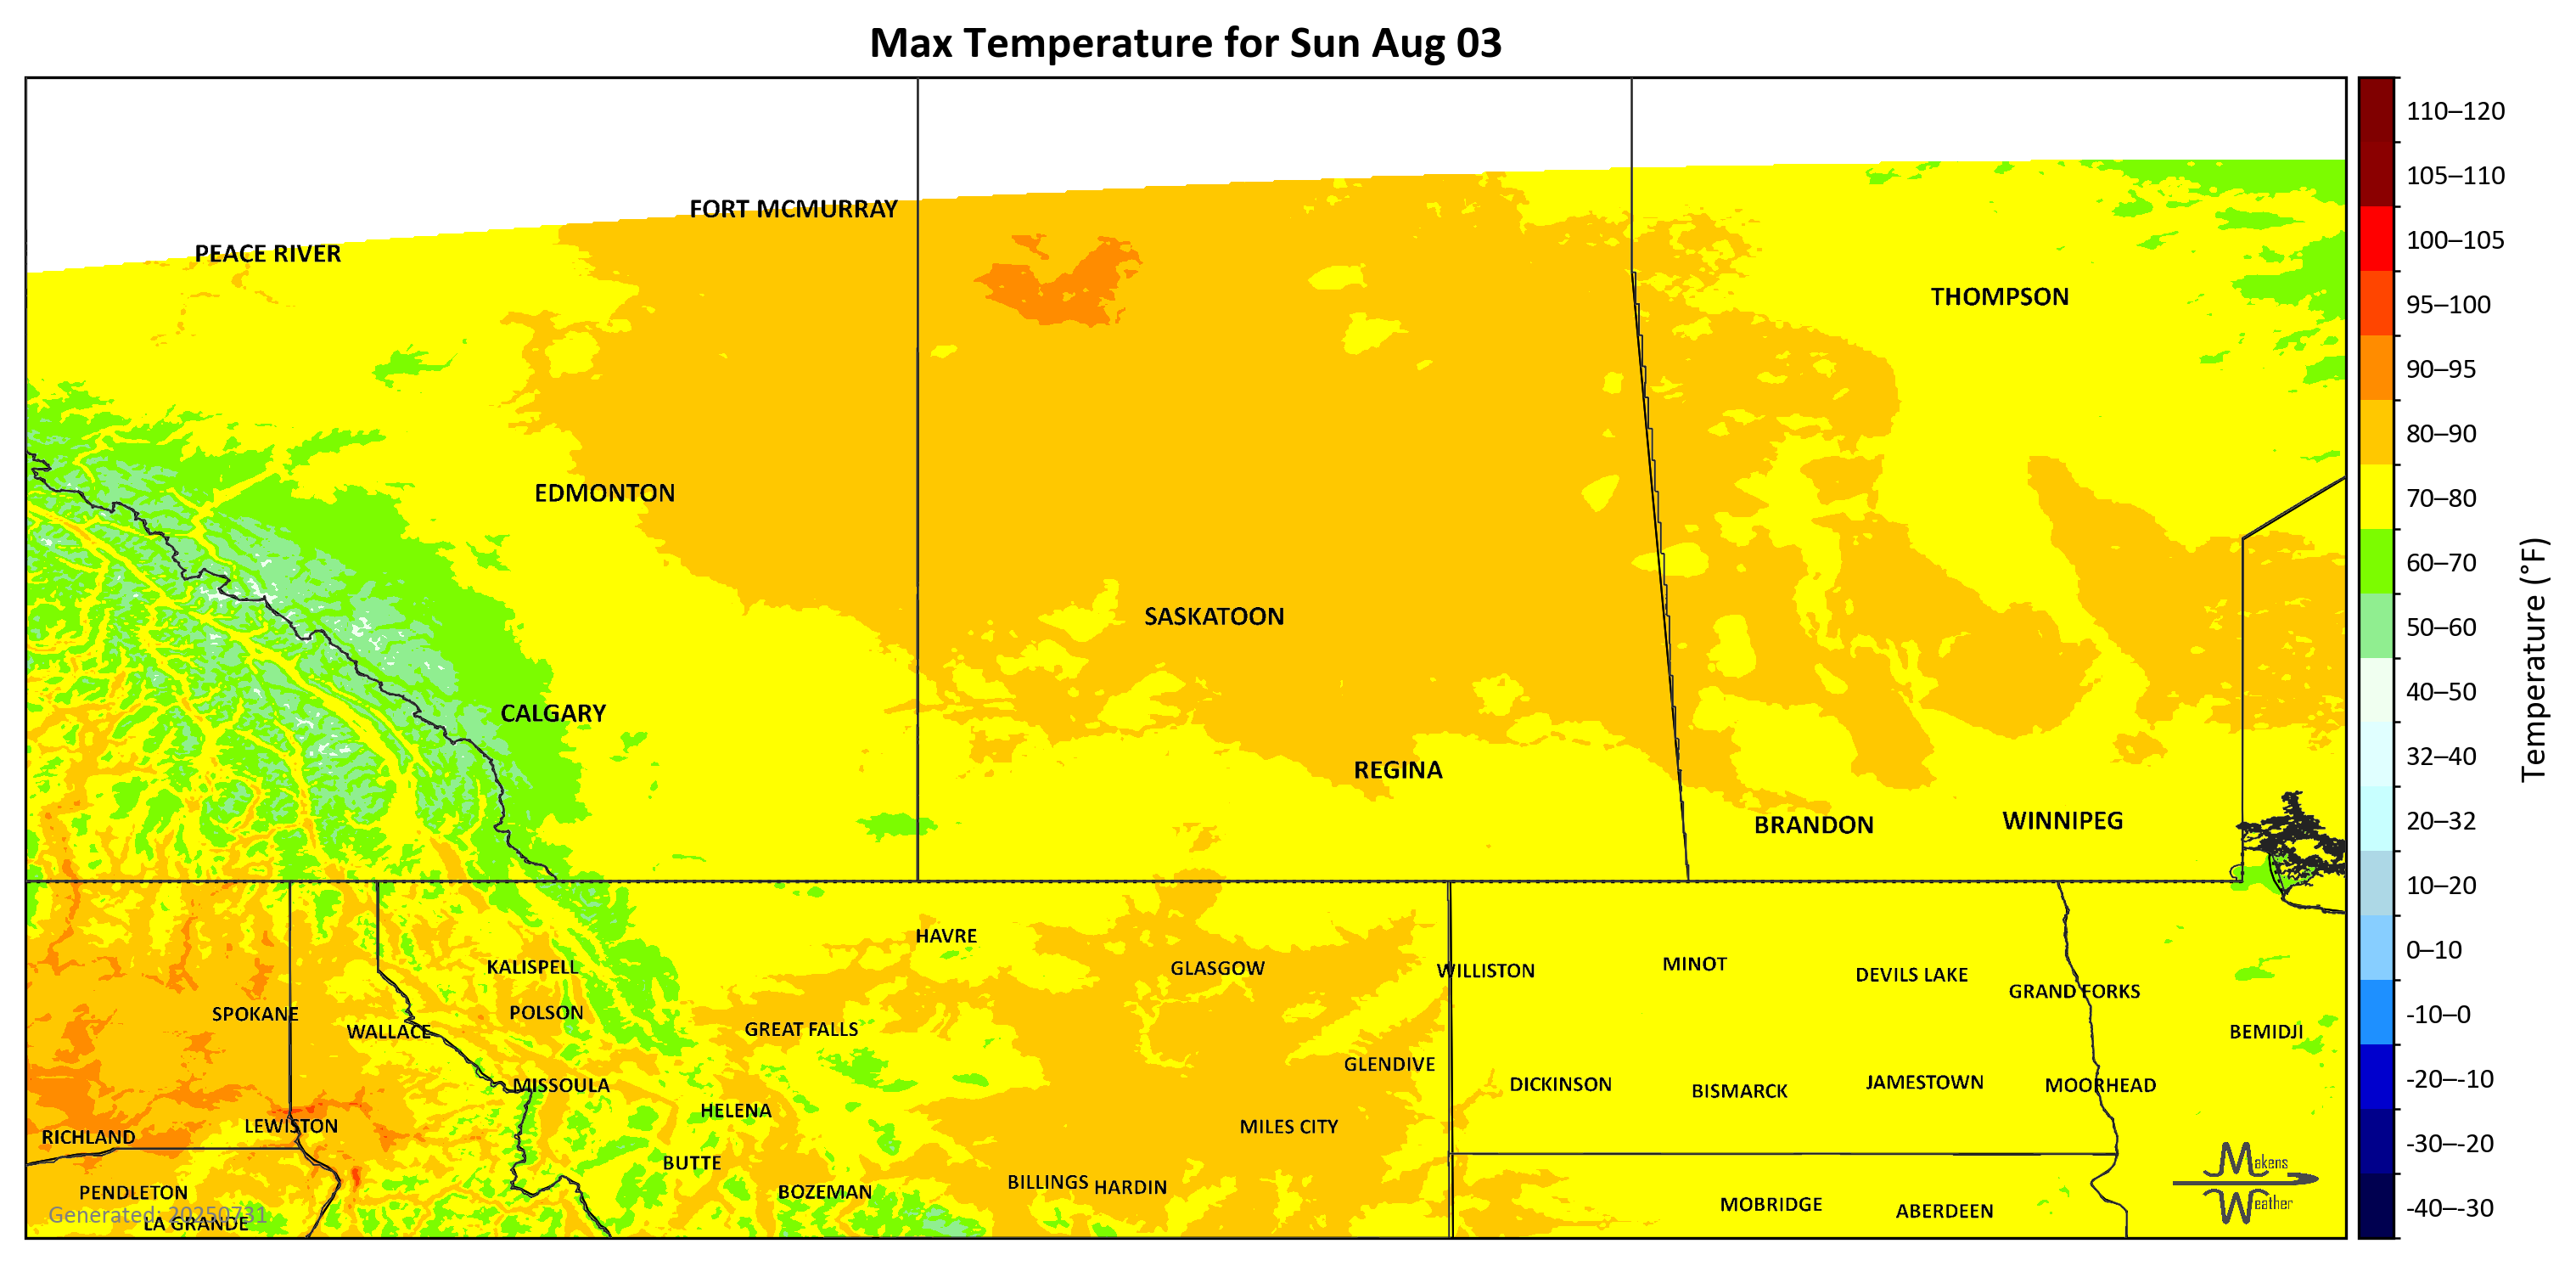 Max Temperature for Sun Aug 03
110–120
105–110
100–105
95–100
90–95
80–90
70–80
60–70
50–60
40–50
32–40
20–32
10–20
0–10
-10–0
-20–-10
-30–-20
-40–-30
Temperature (°F)
FORT MCMURRAY
PEACE RIVER
THOMPSON
EDMONTON
SASKATOON
CALGARY
REGINA
BRANDON
WINNIPEG
HAVRE
KALISPELL
GLASGOW
WILLISTON
MINOT
DEVILS LAKE
GRAND FORKS
SPOKANE
POLSON
WALLACE
GREAT FALLS
BEMIDJI
GLENDIVE
MISSOULA
DICKINSON
BISMARCK
JAMESTOWN
MOORHEAD
HELENA
LEWISTON
MILES CITY
RICHLAND
BUTTE
BILLINGS
HARDIN
PENDLETON
BOZEMAN
MOBRIDGE
ABERDEEN
LA GRANDE
Generated: 20250731
Makens
Weather